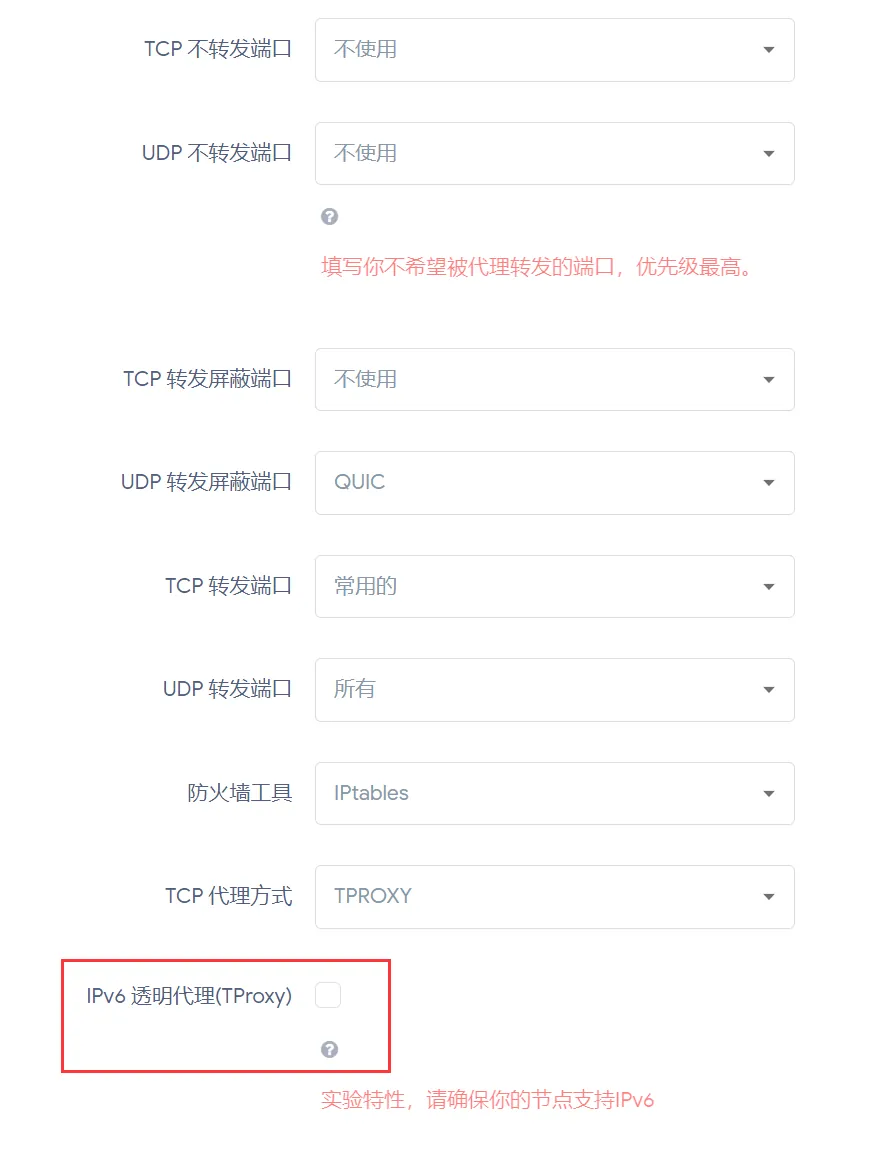 TCP 不转发端口 不使用
UDP 不转发端口 不使用
填写你不希望被代理转发的端口，优先级最高。
TCP 转发屏蔽端口 不使用
UDP 转发屏蔽端口 QUIC
TCP 转发端口 常用的
UDP 转发端口 所有
防火墙工具 IPtables
TCP 代理方式 TPROXY
IPv6 透明代理(TProxy)
实验特性，请确保你的节点支持IPv6